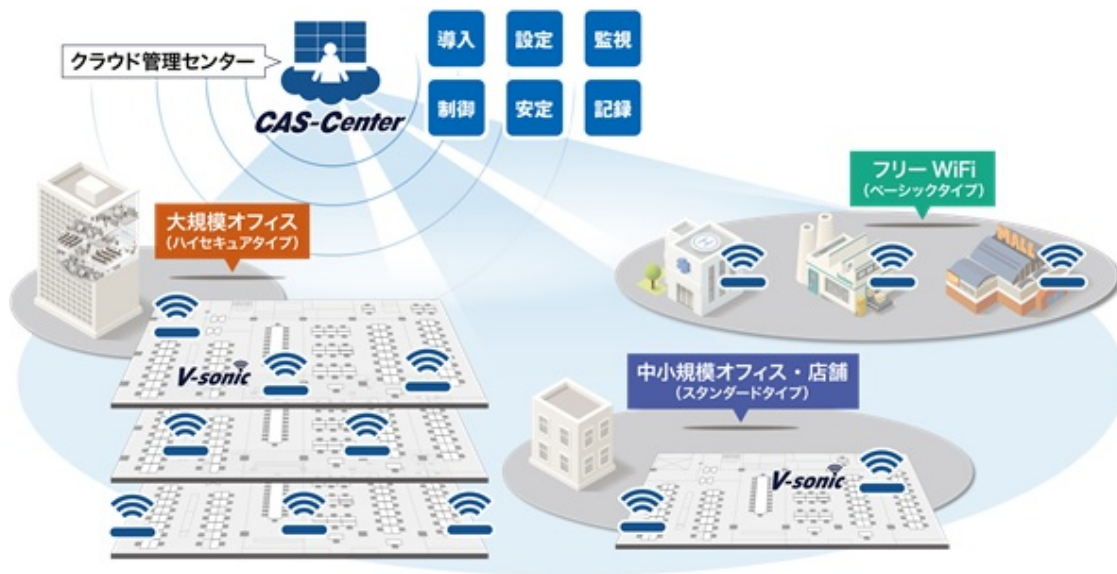 クラウド管理センター
CAS-Center
導入
設定
監視
制御
安定
記録
フリー WiFi
（ベーシックタイプ）
大規模オフィス
（ハイセキュアタイプ）
MALL
V-sonic
中小規模オフィス・店舗
（スタンダードタイプ）
V-sonic